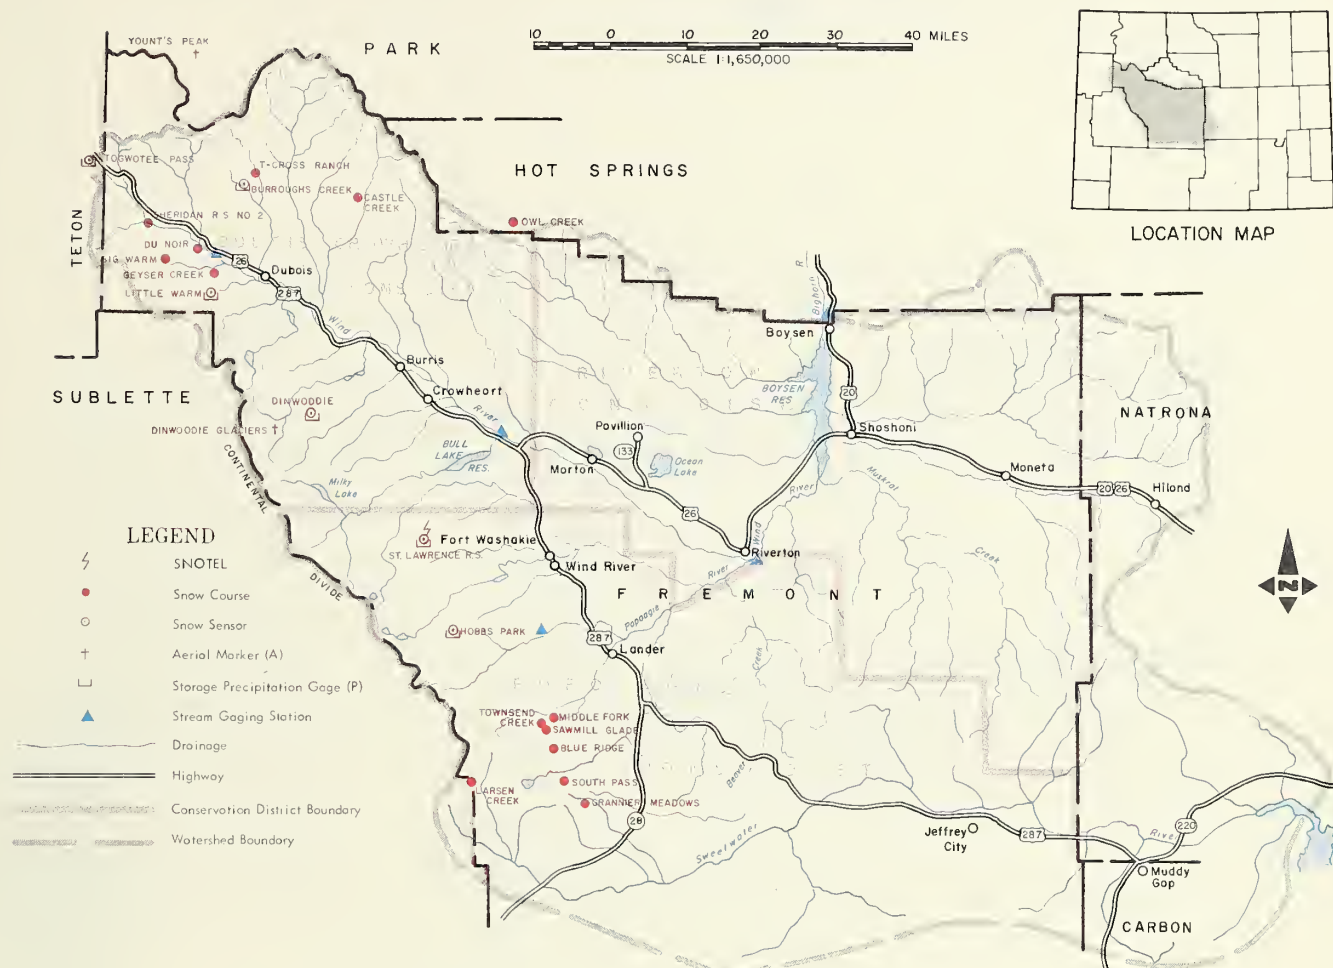 YOUNT'S PEAK
PARK
10 0 10 20 30 40 MILES
SCALE 1:1,650,000
LOCATION MAP
HOT SPRINGS
TOGWOTEE PASS
T-CROSS RANCH
BURROUGHS CREEK
CASTLE
CREEK
OWL CREEK
TETON
SHERIDAN R S NO 2
DU NOIR
BIG WARM
GEYSER CREEK
LITTLE WARM
26
Dubois
287
Wind
Burris
Crowheort
River
SUBLETTE
DINWOODIE
DINWOODIE GLACIERS
CONTINENTAL
DIVIDE
BULL
LAKE
RES.
Milky
Lake
Pavillion
133
Morton
Ocean
Lake
26
Bighorn
R.
Boysen
BOYSEN
RES
20
Shoshoni
Moneta
20 26
Hiland
NATRONA
River
Muskrat
Creek
Wind
Riverton
River
Popoagie
Fort Washakie
ST. LAWRENCE R.S.
Wind River
FREMONT
HOBBS PARK
287
Lander
Creek
Beaver
TOWNSEND
CREEK
MIDDLE FORK
SAWMILL GLADE
BLUE RIDGE
LARSEN
CREEK
SOUTH PASS
GRANNIER MEADOWS
28
Sweetwater
Jeffrey
City
287
River
220
Muddy
Gap
CARBON
N
LEGEND
SNOTEL
Snow Course
Snow Sensor
Aerial Marker (A)
Storage Precipitation Gage (P)
Stream Gaging Station
Drainage
Highway
Conservation District Boundary
Watershed Boundary